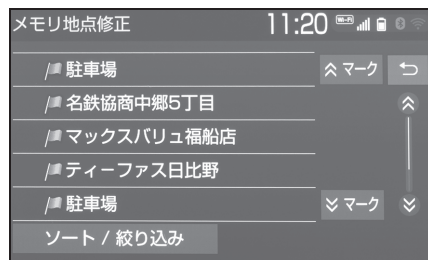 メモリ地点修正 11:20 Wi-Fi
駐車場 マーク
名鉄協商中郷5丁目
マックスバリュ福船店
ティーファス日比野
駐車場 マーク
ソート / 絞り込み